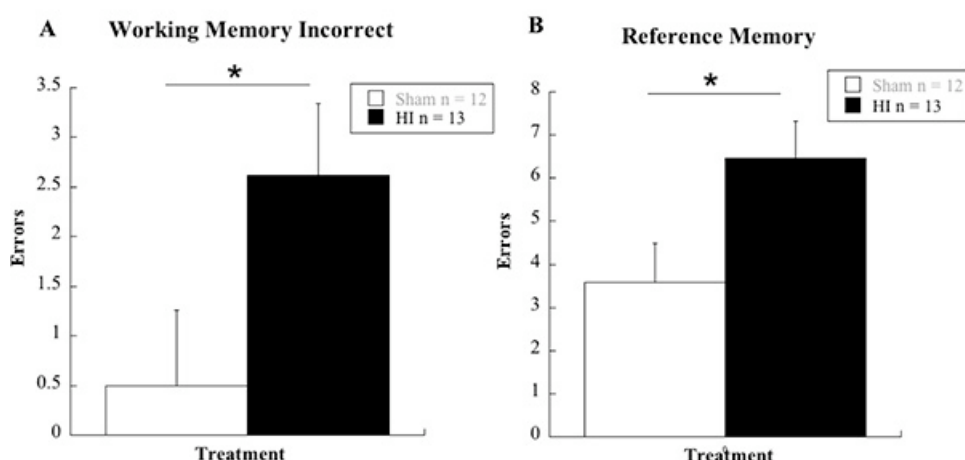 A Working Memory Incorrect
*
Sham n = 12
HI n = 13
3.5
3
2.5
2
1.5
1
0.5
0
Errors
Treatment
B Reference Memory
*
Sham n = 12
HI n = 13
8
7
6
5
4
3
2
1
0
Errors
Treatment